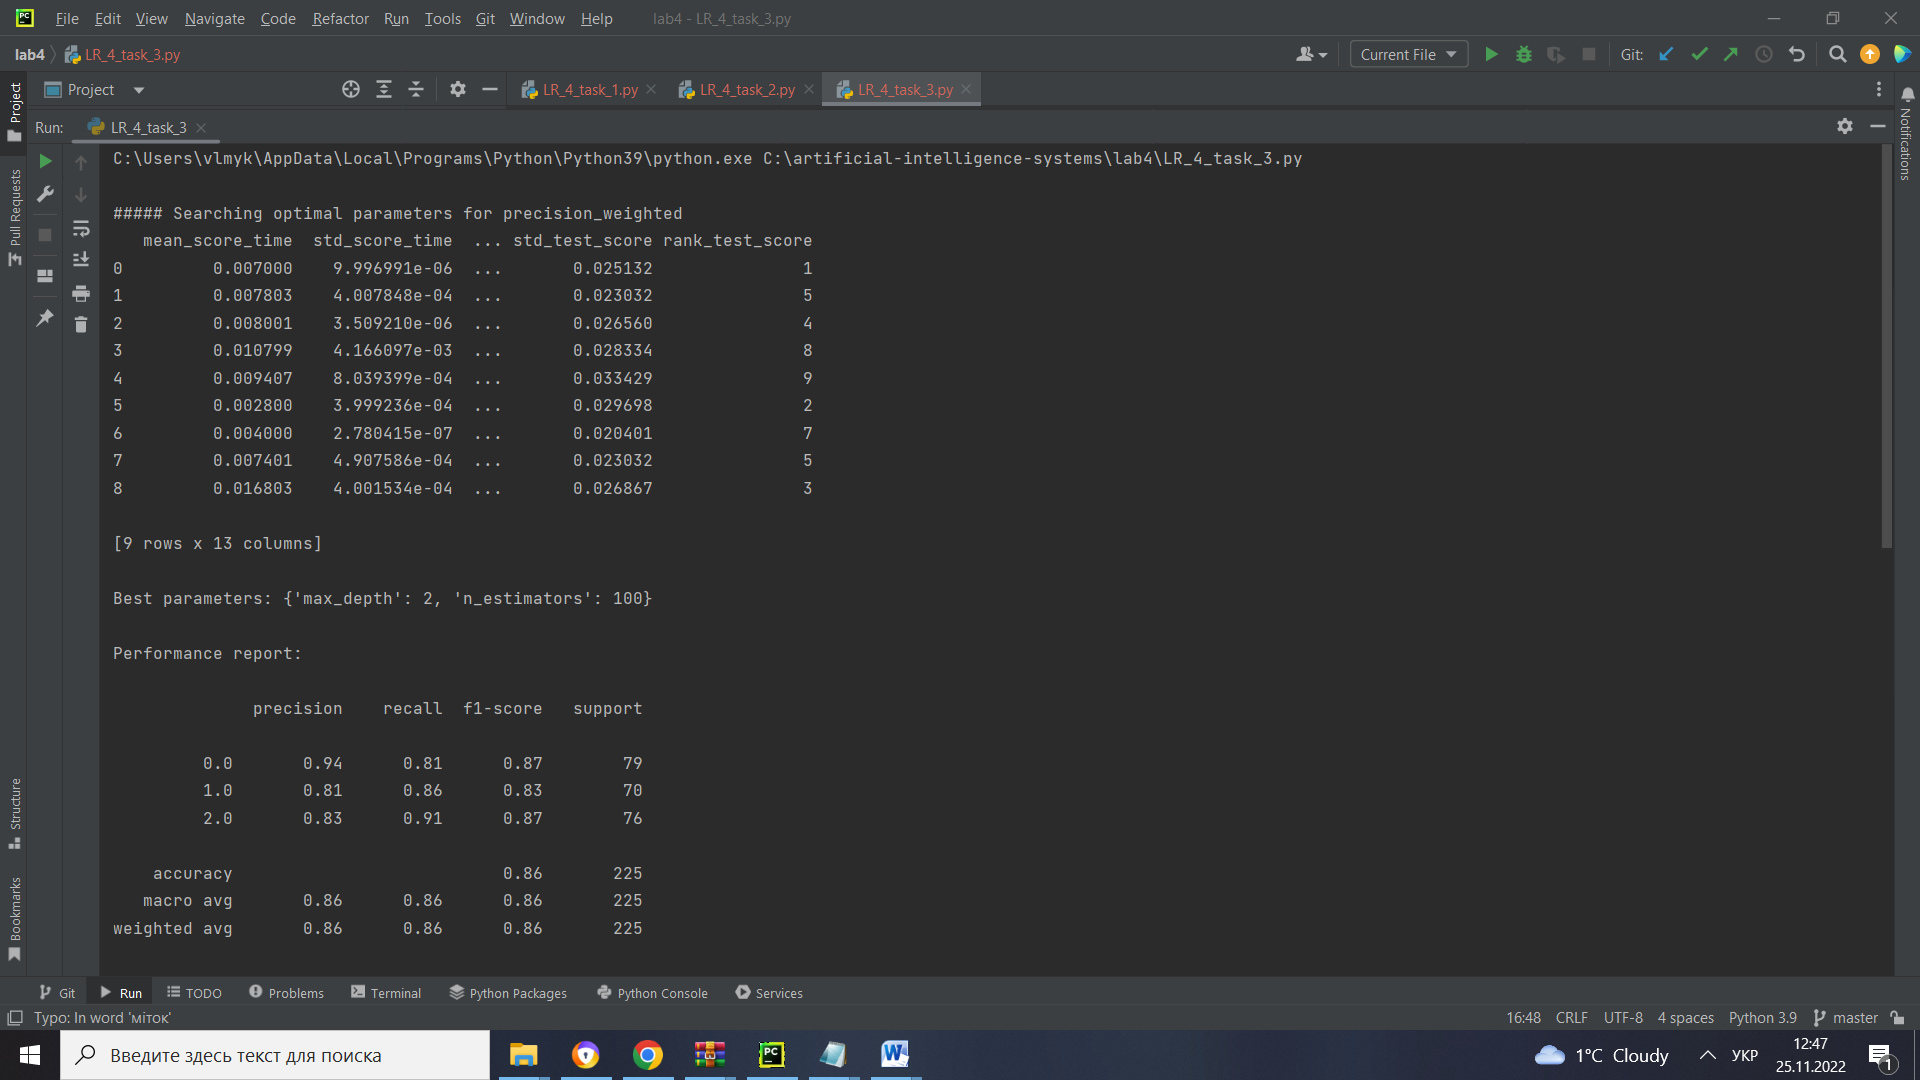 File Edit View Navigate Code Refactor Run Tools Git Window Help lab4 - LR_4_task_3.py
lab4 LR_4_task_3.py Current File Git:
Project LR_4_task_1.py LR_4_task_2.py LR_4_task_3.py
Run: LR_4_task_3
C:\Users\vlmyk\AppData\Local\Programs\Python\Python39\python.exe C:\artificial-intelligence-systems\lab4\LR_4_task_3.py
##### Searching optimal parameters for precision_weighted
mean_score_time std_score_time ... std_test_score rank_test_score
0 0.007000 9.996991e-06 ... 0.025132 1
1 0.007803 4.007848e-04 ... 0.023032 5
2 0.008001 3.509210e-06 ... 0.026560 4
3 0.010799 4.166097e-03 ... 0.028334 8
4 0.009407 8.039399e-04 ... 0.033429 9
5 0.002800 3.999236e-04 ... 0.029698 2
6 0.004000 2.780415e-07 ... 0.020401 7
7 0.007401 4.907586e-04 ... 0.023032 5
8 0.016803 4.001534e-04 ... 0.026867 3
[9 rows x 13 columns]
Best parameters: {'max_depth': 2, 'n_estimators': 100}
Performance report:
precision recall f1-score support
0.0 0.94 0.81 0.87 79
1.0 0.81 0.86 0.83 70
2.0 0.83 0.91 0.87 76
accuracy 0.86 225
macro avg 0.86 0.86 0.86 225
weighted avg 0.86 0.86 0.86 225
Project
Pull Requests
Structure
Bookmarks
Notifications
Git Run TODO Problems Terminal Python Packages Python Console Services
Typo: In word 'міток' 16:48 CRLF UTF-8 4 spaces Python 3.9 master
Введите здесь текст для поиска
1°C Cloudy УКР
12:47
25.11.2022
1